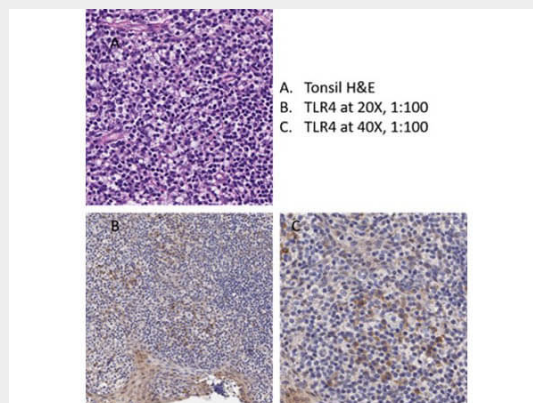 A
A. Tonsil H&E
B. TLR4 at 20X, 1:100
C. TLR4 at 40X, 1:100
B
C